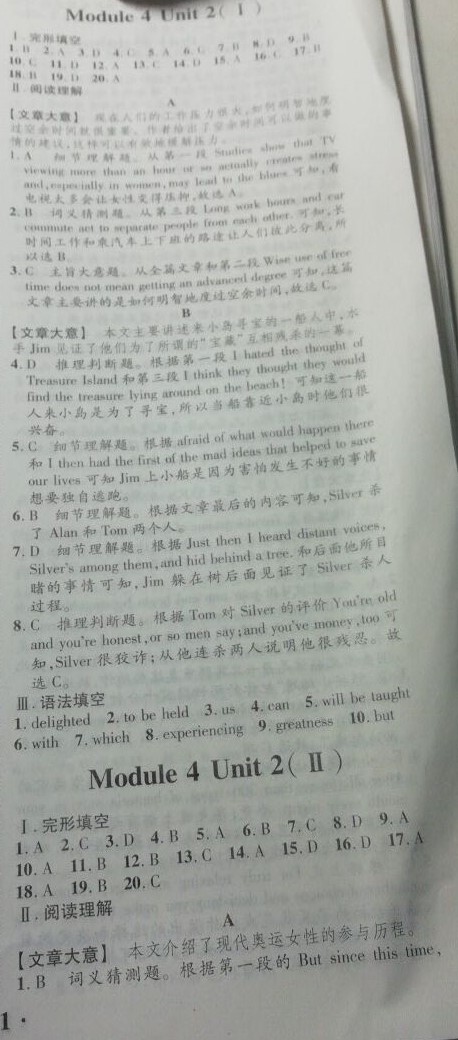 Module 4 Unit 2(Ⅰ)
Ⅰ.完形填空
1.B 2.A 3.D 4.C 5.A 6.C 7.B 8.D 9.B
10.C 11.D 12.A 13.C 14.D 15.A 16.C 17.B
18.B 19.D 20.A
Ⅱ 阅读理解
A
【文章大意】 现在人们的工作压力很大,如何明智地度
过空余时间就很重要。作者给出了空余时间可以做的事
情的建议,这样可以有效地缓解压力。
1.A 细节理解题。从第一段 Studies show that TV
viewing more than an hour or so actually creates stress
and,especially in women,may lead to the blues.可知,看
电视太多会让女性变得压抑,故选 A。
2.B 词义猜测题。从第三段 Long work hours and car
commute act to separate people from each other.可知,长
时间工作和乘汽车上下班的路途让人们彼此分离,所
以选 B。
3.C 主旨大意题。从全篇文章和第二段 Wise use of free
time does not mean getting an advanced degree 可知,这篇
文章主要讲的是如何明智地度过空余时间,故选 C。
B
【文章大意】 本文主要讲述来小岛寻宝的一船人中,水
手 Jim 见证了他们为了所谓的“宝藏”互相残杀的一幕。
4.D 推理判断题。根据第一段 I hated the thought of
Treasure Island 和第三段 I think they thought they would
find the treasure lying around on the beach!可知这一船
人来小岛是为了寻宝,所以当船靠近小岛时他们很
兴奋。
5.C 细节理解题。根据 afraid of what would happen there
和 I then had the first of the mad ideas that helped to save
our lives 可知 Jim 上小船是因为害怕发生不好的事情
想要独自逃跑。
6.B 细节理解题。根据文章最后的内容可知,Silver 杀
了 Alan 和 Tom 两个人。
7.D 细节理解题。根据 Just then I heard distant voices,
Silver's among them,and hid behind a tree.和后面他所目
睹的事情可知,Jim 躲在树后面见证了 Silver 杀人
过程。
8.C 推理判断题。根据 Tom 对 Silver 的评价 You're old
and you're honest,or so men say;and you've money,too 可
知,Silver 很狡诈;从他连杀两人说明他很残忍。故
选 C。
Ⅲ.语法填空
1.delighted 2.to be held 3.us 4.can 5.will be taught
6.with 7.which 8.experiencing 9.greatness 10.but
Module 4 Unit 2(Ⅱ)
Ⅰ.完形填空
1.A 2.C 3.D 4.B 5.A 6.B 7.C 8.D 9.A
10.A 11.B 12.B 13.C 14.A 15.D 16.D 17.A
18.A 19.B 20.C
Ⅱ.阅读理解
A
【文章大意】 本文介绍了现代奥运女性的参与历程。
1.B 词义猜测题。根据第一段的 But since this time,
1·